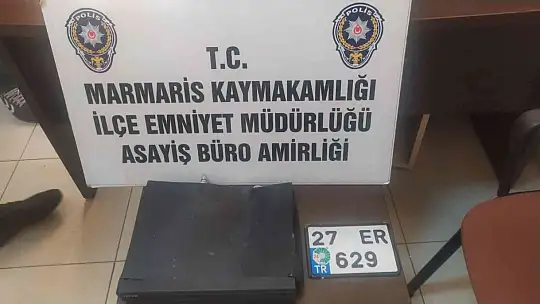 POLİS
POLİS
T.C.
MARMARİS KAYMAKAMLIĞI
İLÇE EMNİYET MÜDÜRLÜĞÜ
ASAYİŞ BÜRO AMİRLİĞİ
27 ER
TR 629